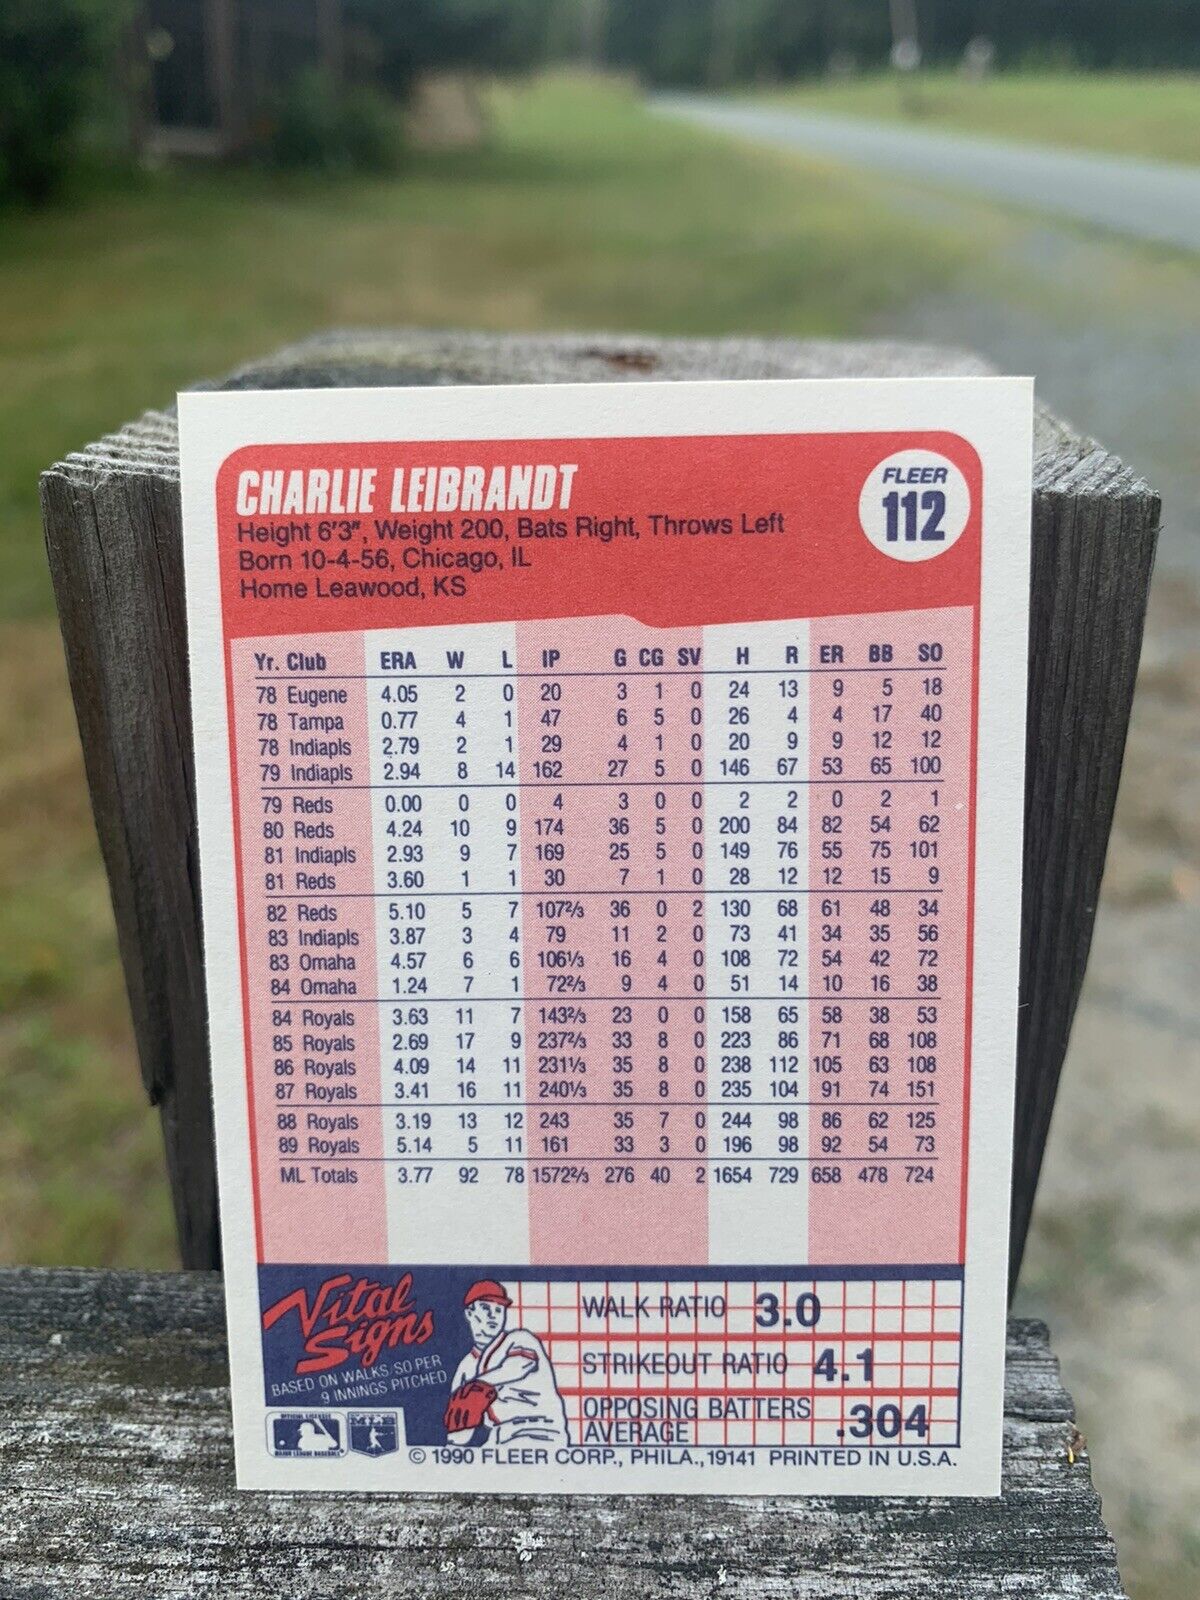 CHARLIE LEIBRANDT
Height 6'3", Weight 200, Bats Right, Throws Left
Born 10-4-56, Chicago, IL
Home Leawood, KS
FLEER
112
Yr. Club ERA W L IP G CG SV H R ER BB SO
78 Eugene 4.05 2 0 20 3 1 0 24 13 9 5 18
78 Tampa 0.77 4 1 47 6 5 0 26 4 4 17 40
78 Indiapls 2.79 2 1 29 4 1 0 20 9 9 12 12
79 Indiapls 2.94 8 14 162 27 5 0 146 67 53 65 100
79 Reds 0.00 0 0 4 3 0 0 2 2 0 2 1
80 Reds 4.24 10 9 174 36 5 0 200 84 82 54 62
81 Indiapls 2.93 9 7 169 25 5 0 149 76 55 75 101
81 Reds 3.60 1 1 30 7 1 0 28 12 12 15 9
82 Reds 5.10 5 7 107⅔ 36 0 2 130 68 61 48 34
83 Indiapls 3.87 3 4 79 11 2 0 73 41 34 35 56
83 Omaha 4.57 6 6 106⅓ 16 4 0 108 72 54 42 72
84 Omaha 1.24 7 1 72⅔ 9 4 0 51 14 10 16 38
84 Royals 3.63 11 7 143⅔ 23 0 0 158 65 58 38 53
85 Royals 2.69 17 9 237⅔ 33 8 0 223 86 71 68 108
86 Royals 4.09 14 11 231⅓ 35 8 0 238 112 105 63 108
87 Royals 3.41 16 11 240⅓ 35 8 0 235 104 91 74 151
88 Royals 3.19 13 12 243 35 7 0 244 98 86 62 125
89 Royals 5.14 5 11 161 33 3 0 196 98 92 54 73
ML Totals 3.77 92 78 1572⅔ 276 40 2 1654 729 658 478 724
Vital
Signs
BASED ON WALKS/SO PER
9 INNINGS PITCHED
WALK RATIO 3.0
STRIKEOUT RATIO 4.1
OPPOSING BATTERS
AVERAGE .304
OFFICIAL LICENSEE
MAJOR LEAGUE BASEBALL
MLB
© 1990 FLEER CORP., PHILA., 19141 PRINTED IN U.S.A.